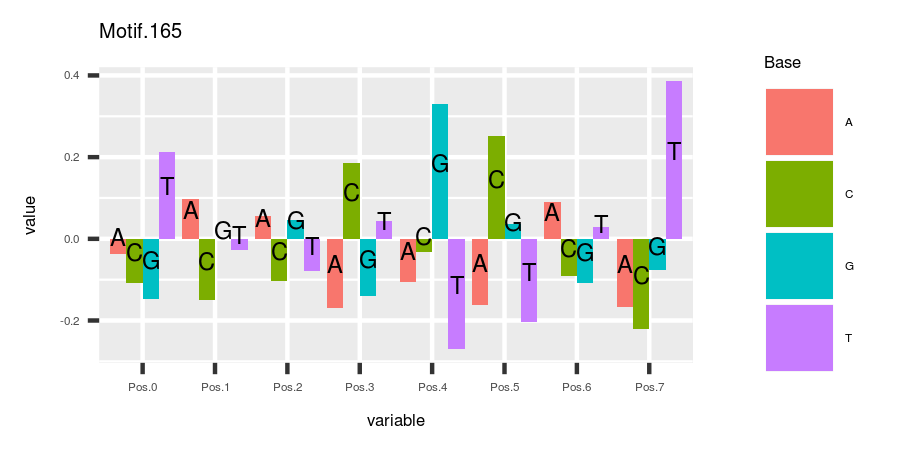 Motif.165
value
0.4
0.2
0.0
-0.2
A C G T A C G T A C G T A C G T A C G T A C G T A C G T A C G T
Pos.0 Pos.1 Pos.2 Pos.3 Pos.4 Pos.5 Pos.6 Pos.7
variable
Base
A
C
G
T